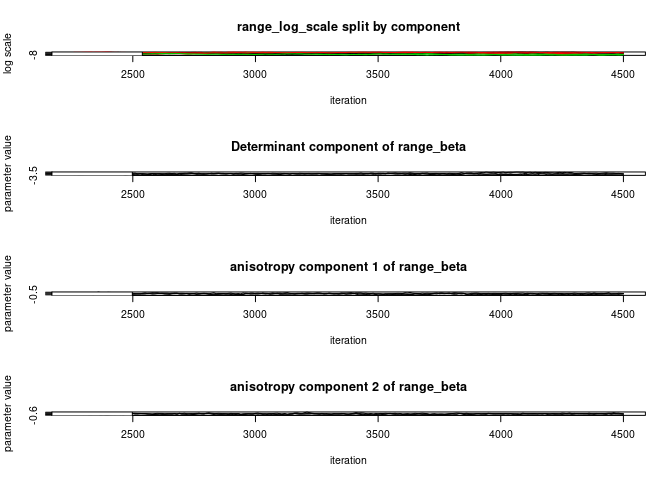 range_log_scale split by component
log scale
-8
2500 3000 3500 4000 4500
iteration
Determinant component of range_beta
parameter value
-3.5
2500 3000 3500 4000 4500
iteration
anisotropy component 1 of range_beta
parameter value
-0.5
2500 3000 3500 4000 4500
iteration
anisotropy component 2 of range_beta
parameter value
-0.6
2500 3000 3500 4000 4500
iteration